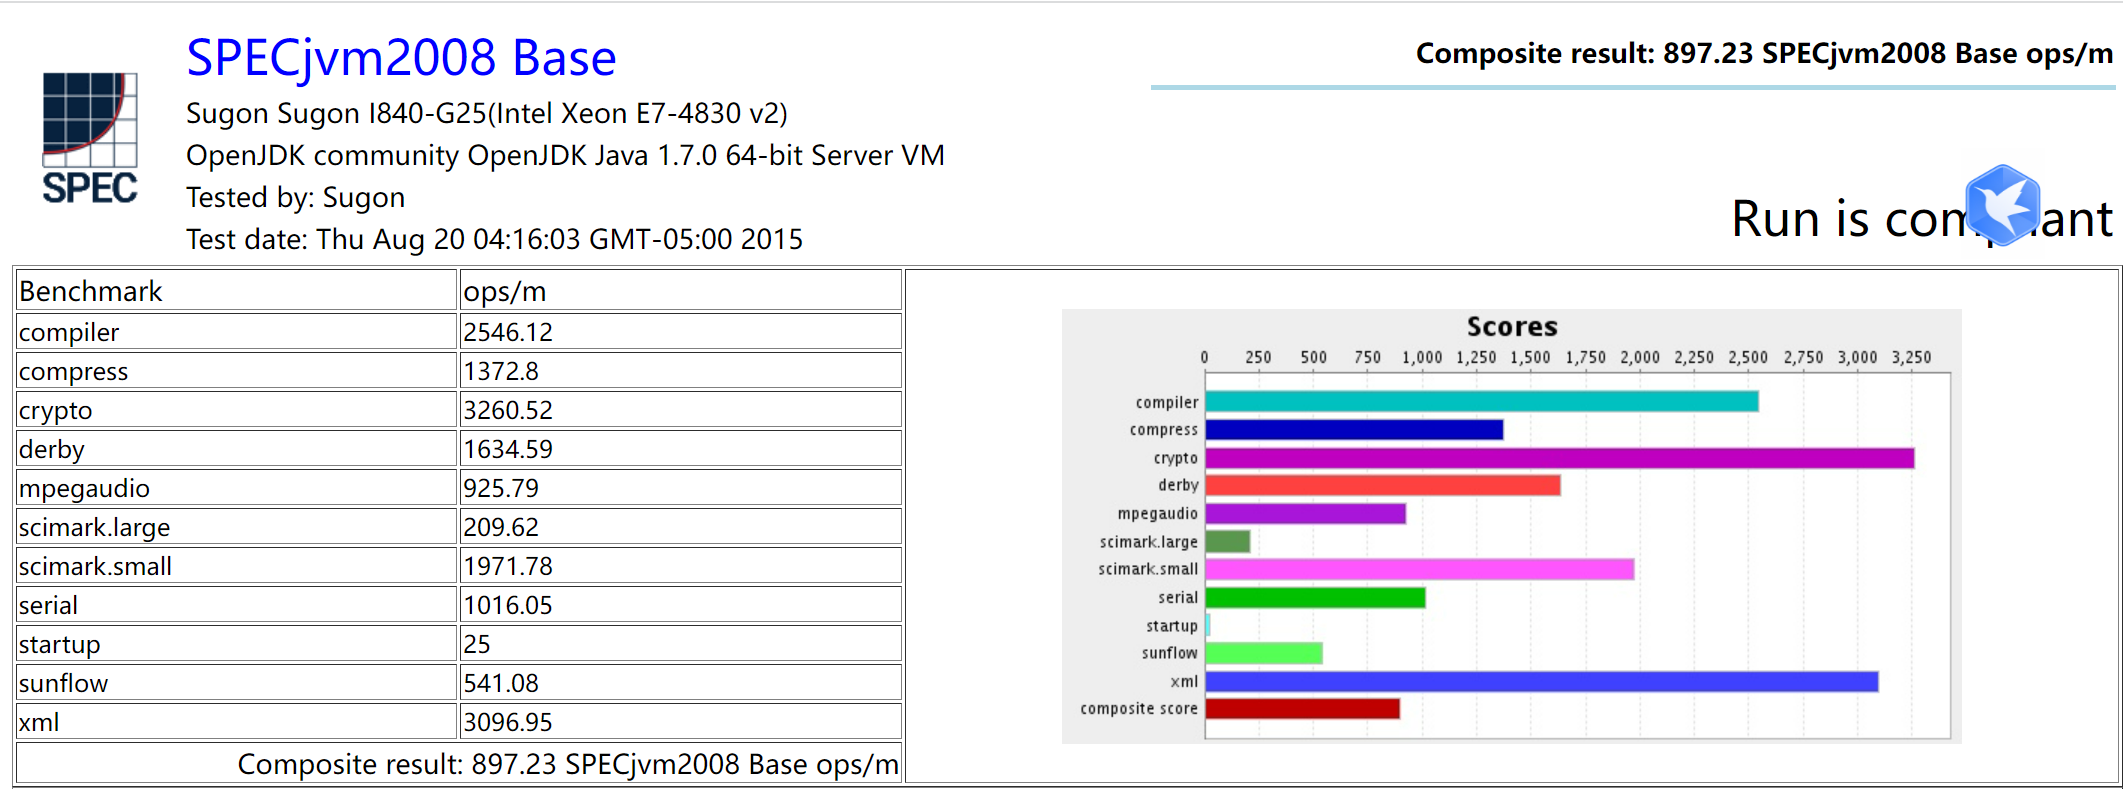 SPECjvm2008 Base
Composite result: 897.23 SPECjvm2008 Base ops/m
SPEC
Sugon Sugon I840-G25(Intel Xeon E7-4830 v2)
OpenJDK community OpenJDK Java 1.7.0 64-bit Server VM
Tested by: Sugon
Test date: Thu Aug 20 04:16:03 GMT-05:00 2015
Run is
Benchmark ops/m
compiler 2546.12
compress 1372.8
crypto 3260.52
derby 1634.59
mpegaudio 925.79
scimark.large 209.62
scimark.small 1971.78
serial 1016.05
startup 25
sunflow 541.08
xml 3096.95
Composite result: 897.23 SPECjvm2008 Base ops/m
Scores
0 250 500 750 1,000 1,250 1,500 1,750 2,000 2,250 2,500 2,750 3,000 3,250
compiler
compress
crypto
derby
mpegaudio
scimark.large
scimark.small
serial
startup
sunflow
xml
composite score